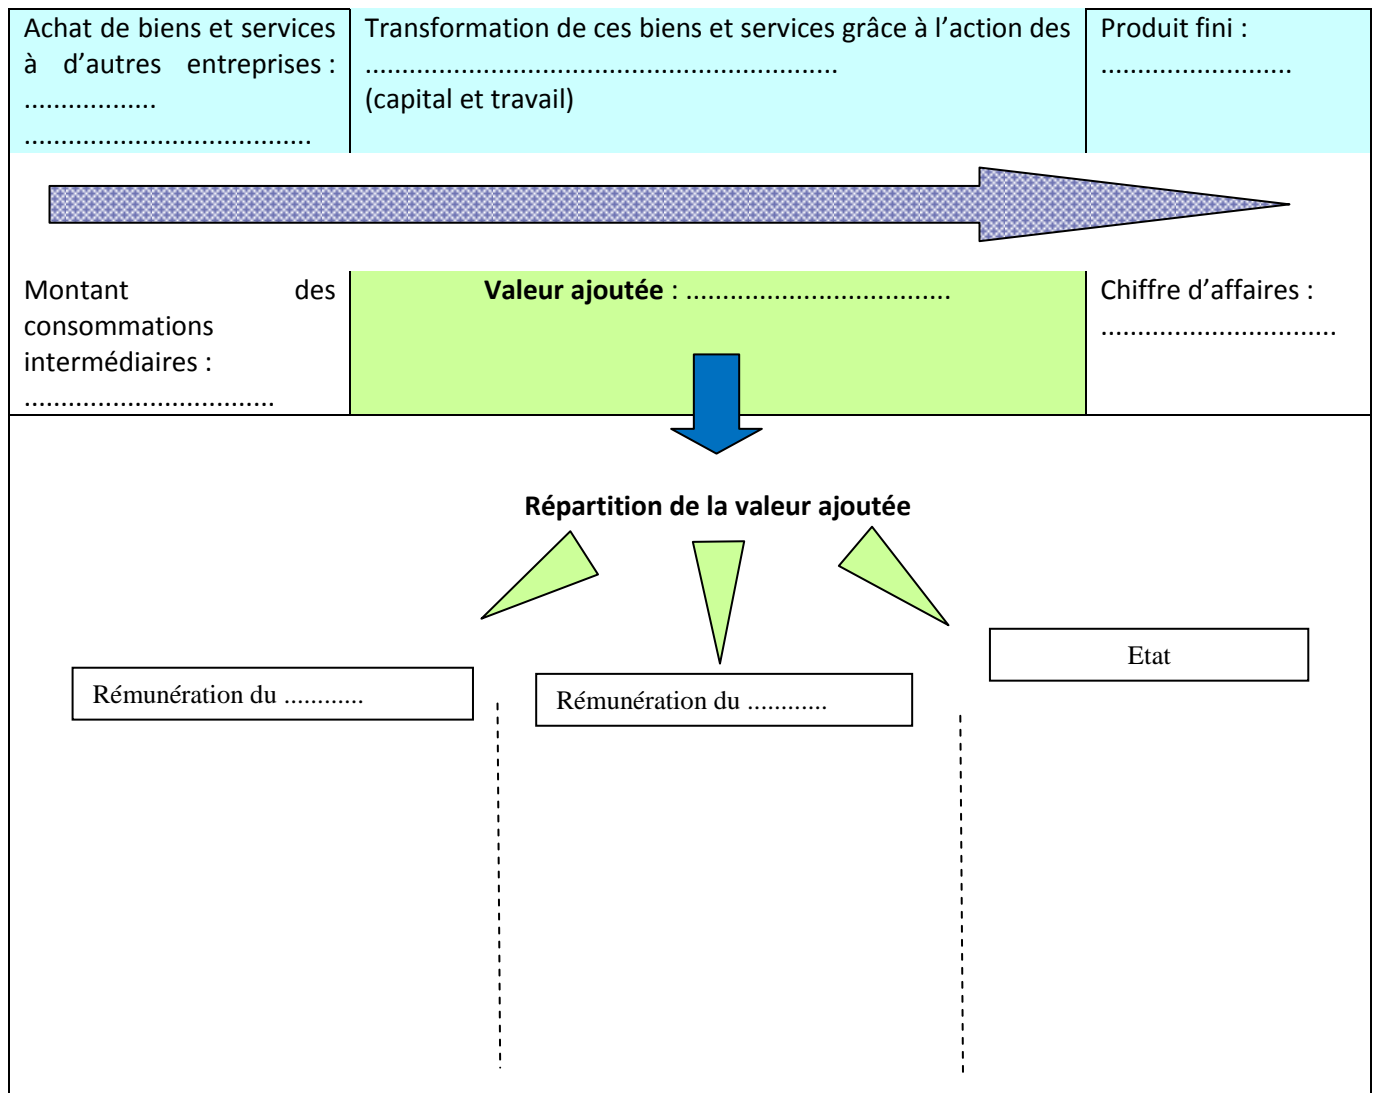 Achat de biens et services
à d’autres entreprises :
..................
.......................................
Transformation de ces biens et services grâce à l’action des
................................................................
(capital et travail)
Produit fini :
..........................
Montant des
consommations
intermédiaires :
..................................
Valeur ajoutée : ....................................
Chiffre d’affaires :
................................
Répartition de la valeur ajoutée
Rémunération du ............
Rémunération du ............
Etat